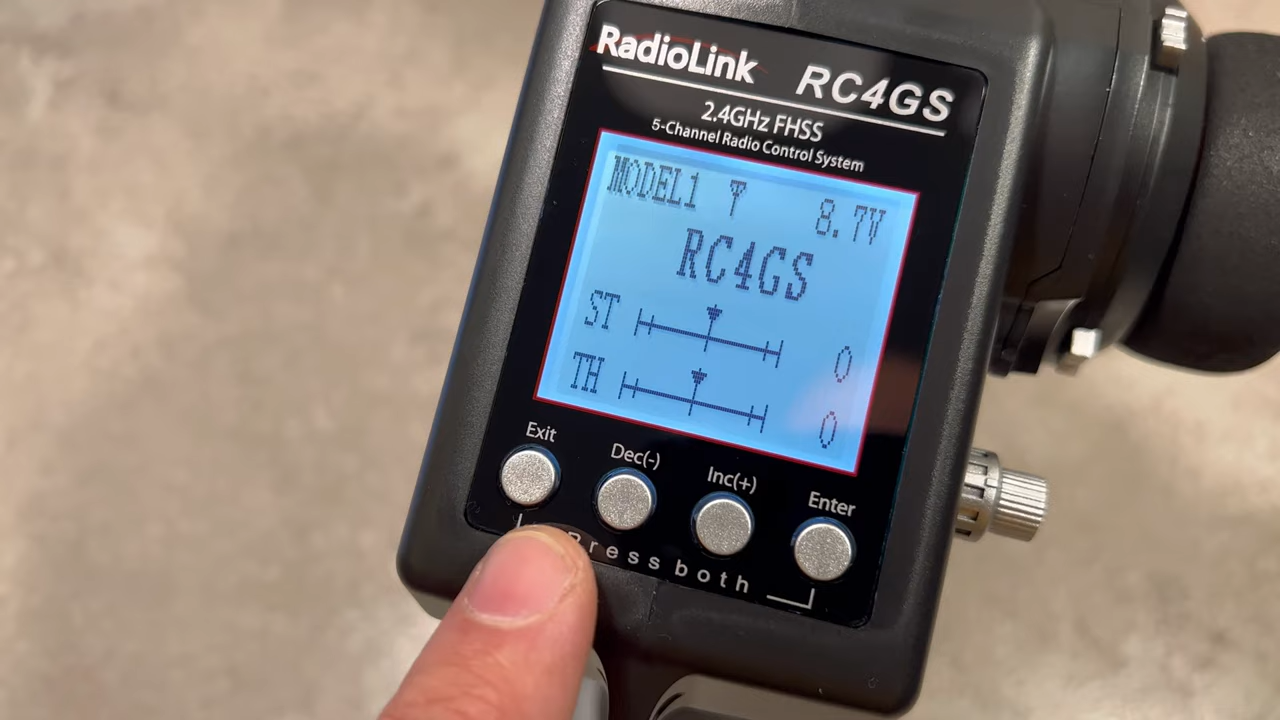 RadioLink RC4GS
2.4GHz FHSS
5-Channel Radio Control System
MODEL1 8.7V
RC4GS
ST 0
TH 0
Exit Dec(-) Inc(+) Enter
Press both